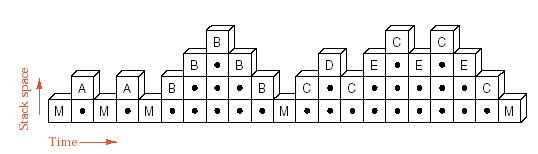 B C C
B B D E E E
A A B B C C C
M M M M M
Stack space
Time